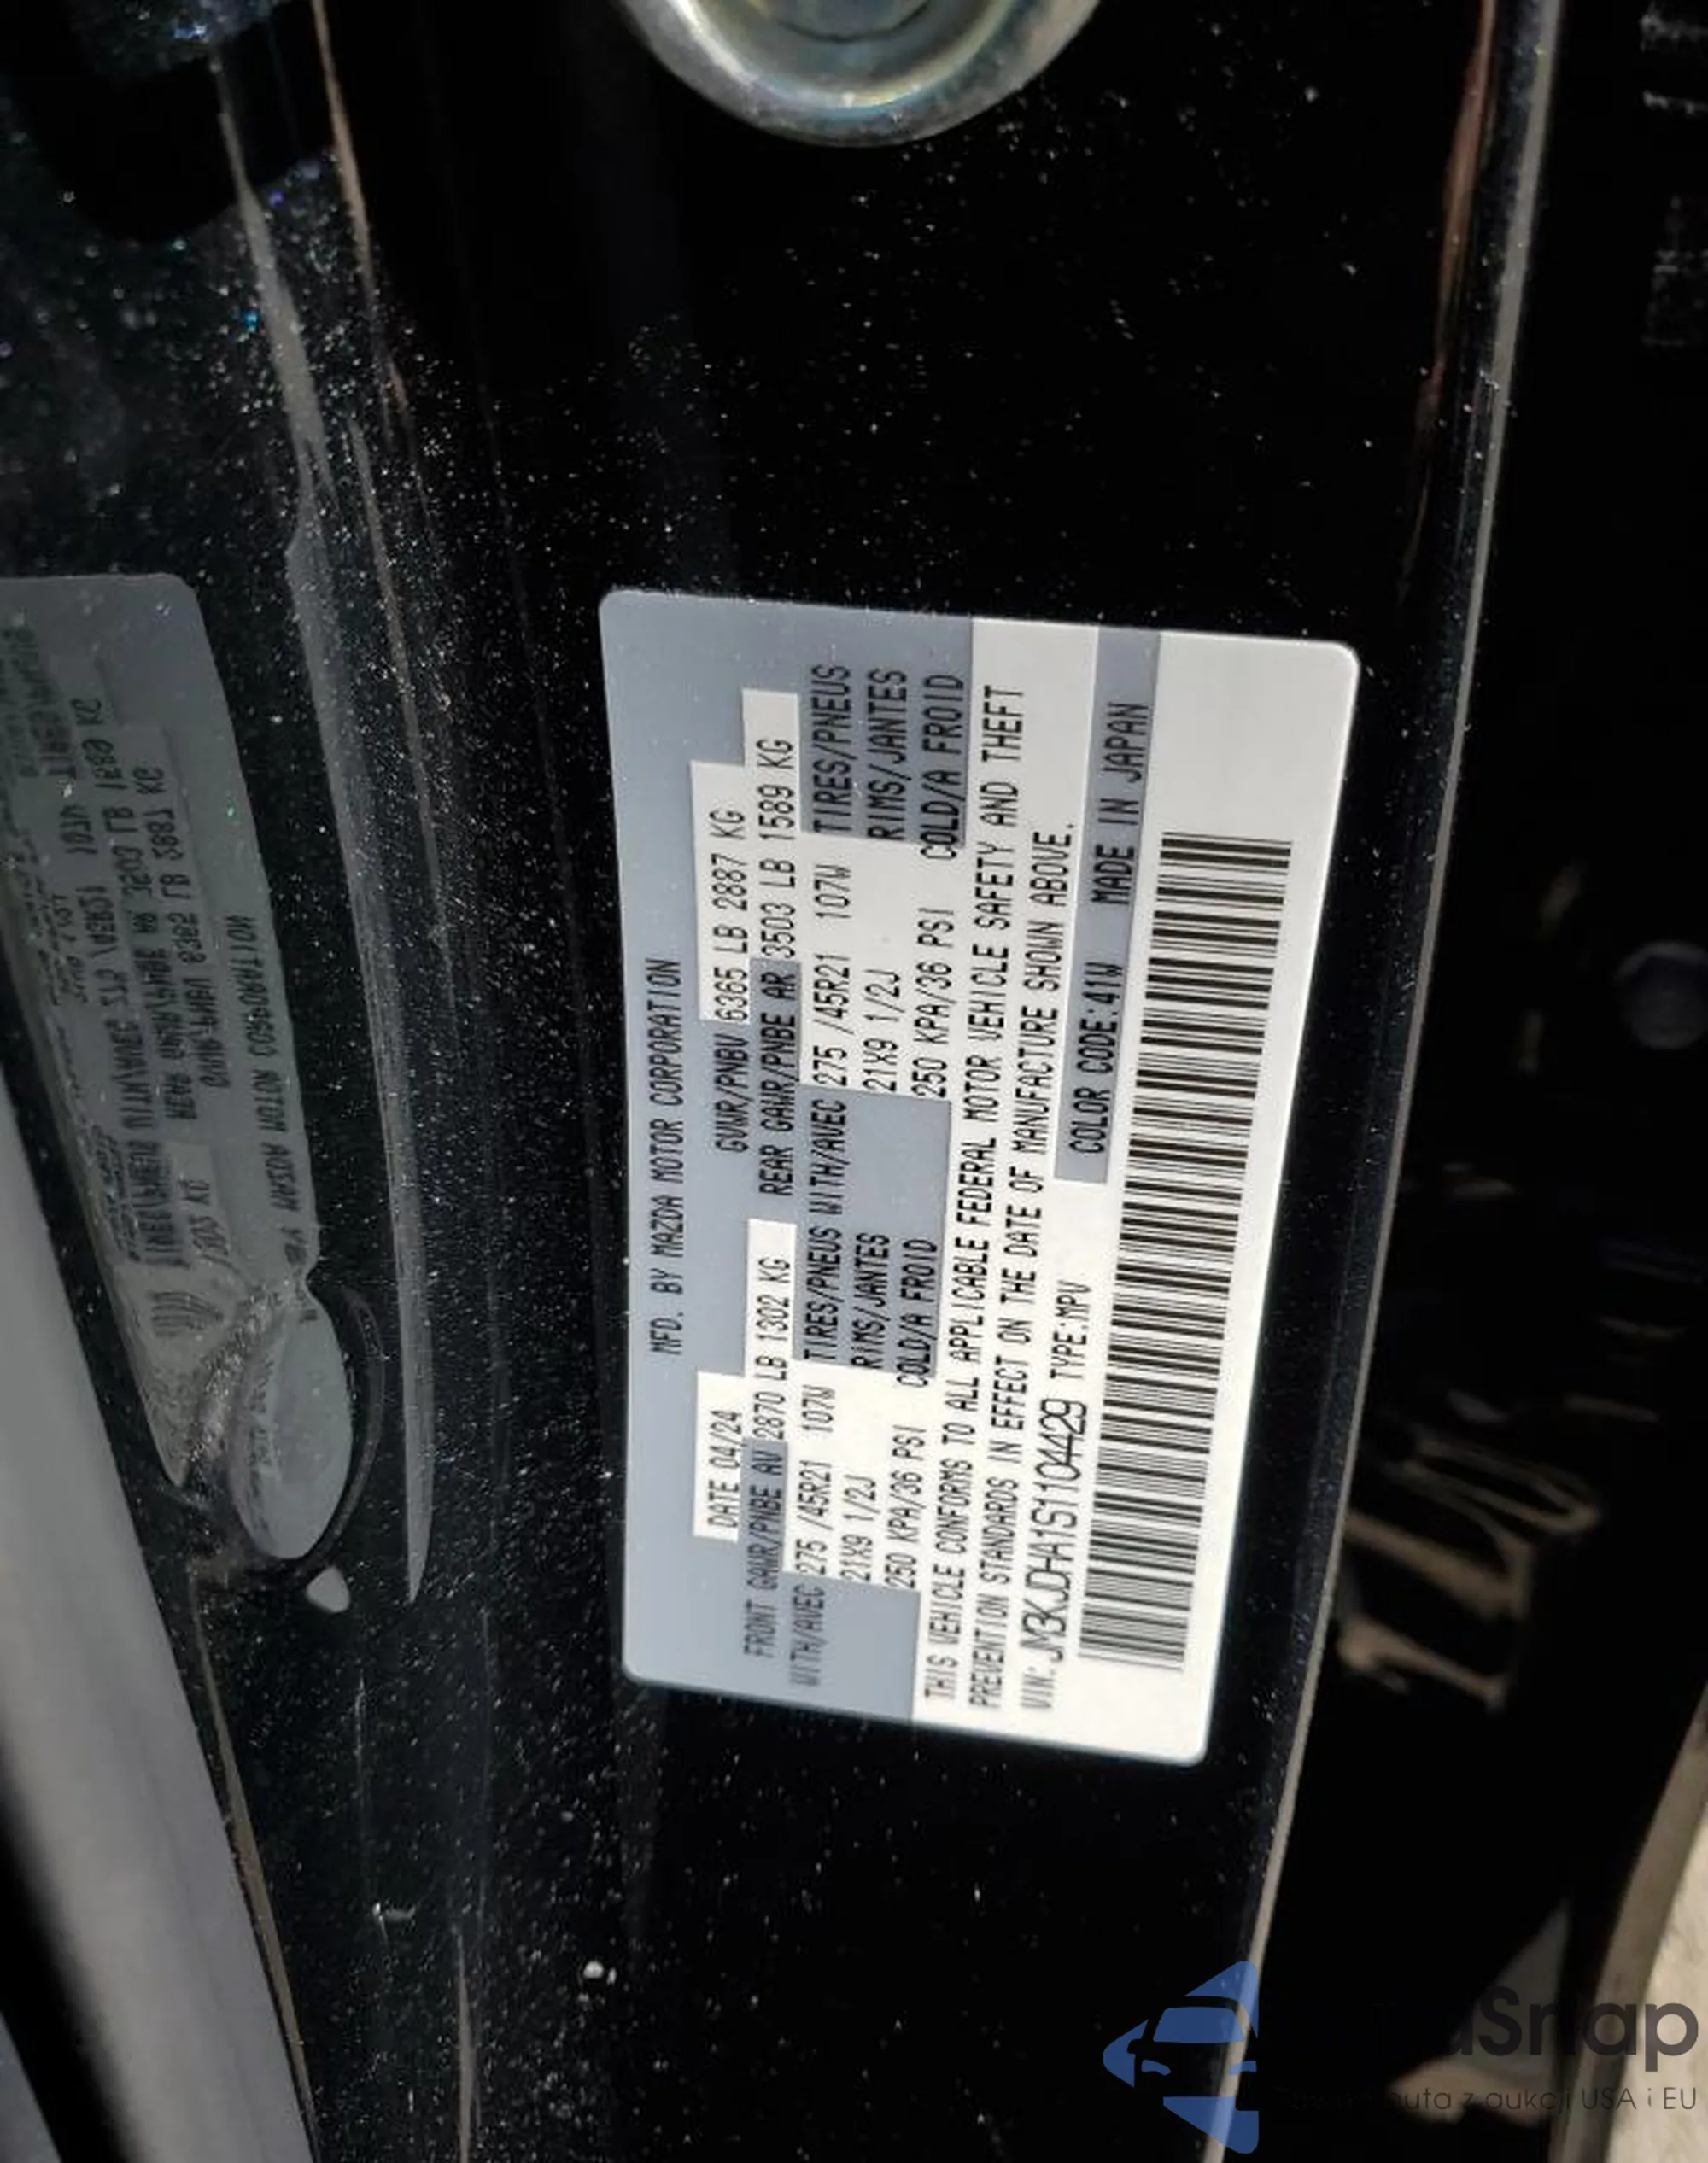 MFD. BY MAZDA MOTOR CORPORATION
DATE 04/24 GVWR/PNBV 6365 LB 2887 KG
FRONT GAWR/PNBE AV 2870 LB 1302 KG REAR GAWR/PNBE AR 3503 LB 1589 KG
WITH/AVEC 275 /45R21 107W TIRES/PNEUS WITH/AVEC 275 /45R21 107W TIRES/PNEUS
21X9 1/2J RIMS/JANTES 21X9 1/2J RIMS/JANTES
250 KPA/36 PSI COLD/A FROID 250 KPA/36 PSI COLD/A FROID
THIS VEHICLE CONFORMS TO ALL APPLICABLE FEDERAL MOTOR VEHICLE SAFETY AND THEFT
PREVENTION STANDARDS IN EFFECT ON THE DATE OF MANUFACTURE SHOWN ABOVE.
VIN: JM3KJDHA1S1104429 TYPE:MPV COLOR CODE:41W MADE IN JAPAN
z aukcji USA i EU